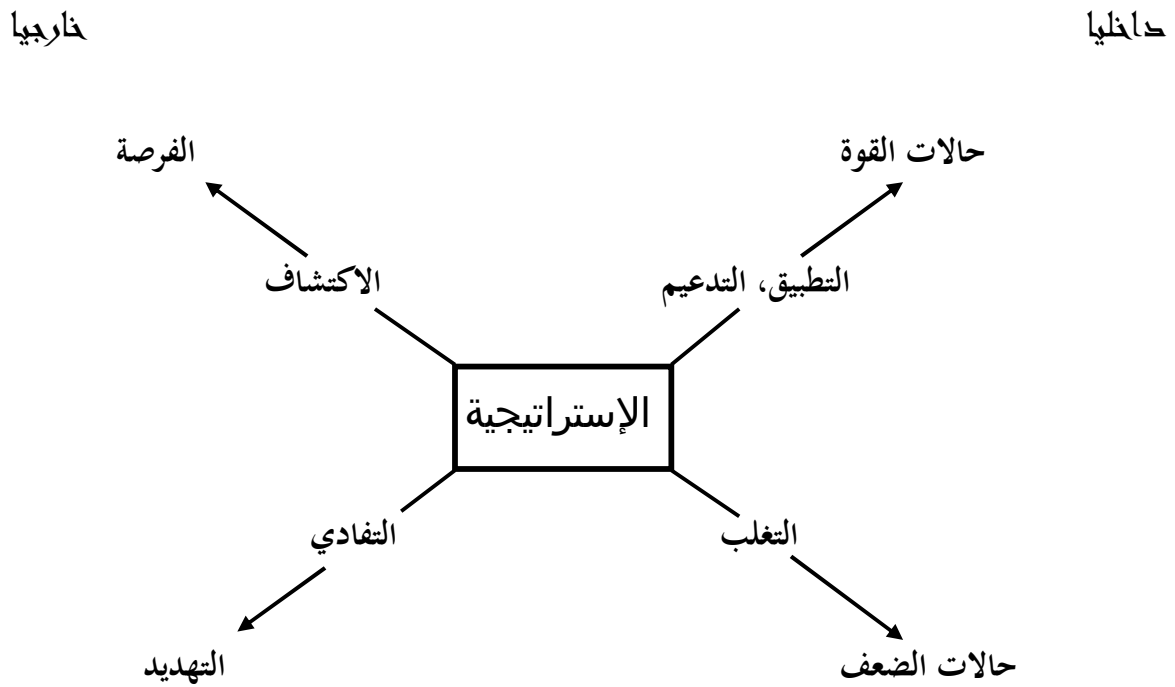 داخليا
خارجيا
حالات القوة
الفرصة
التطبيق، التدعيم
الاكتشاف
الإستراتيجية
التغلب
التفادي
حالات الضعف
التهديد